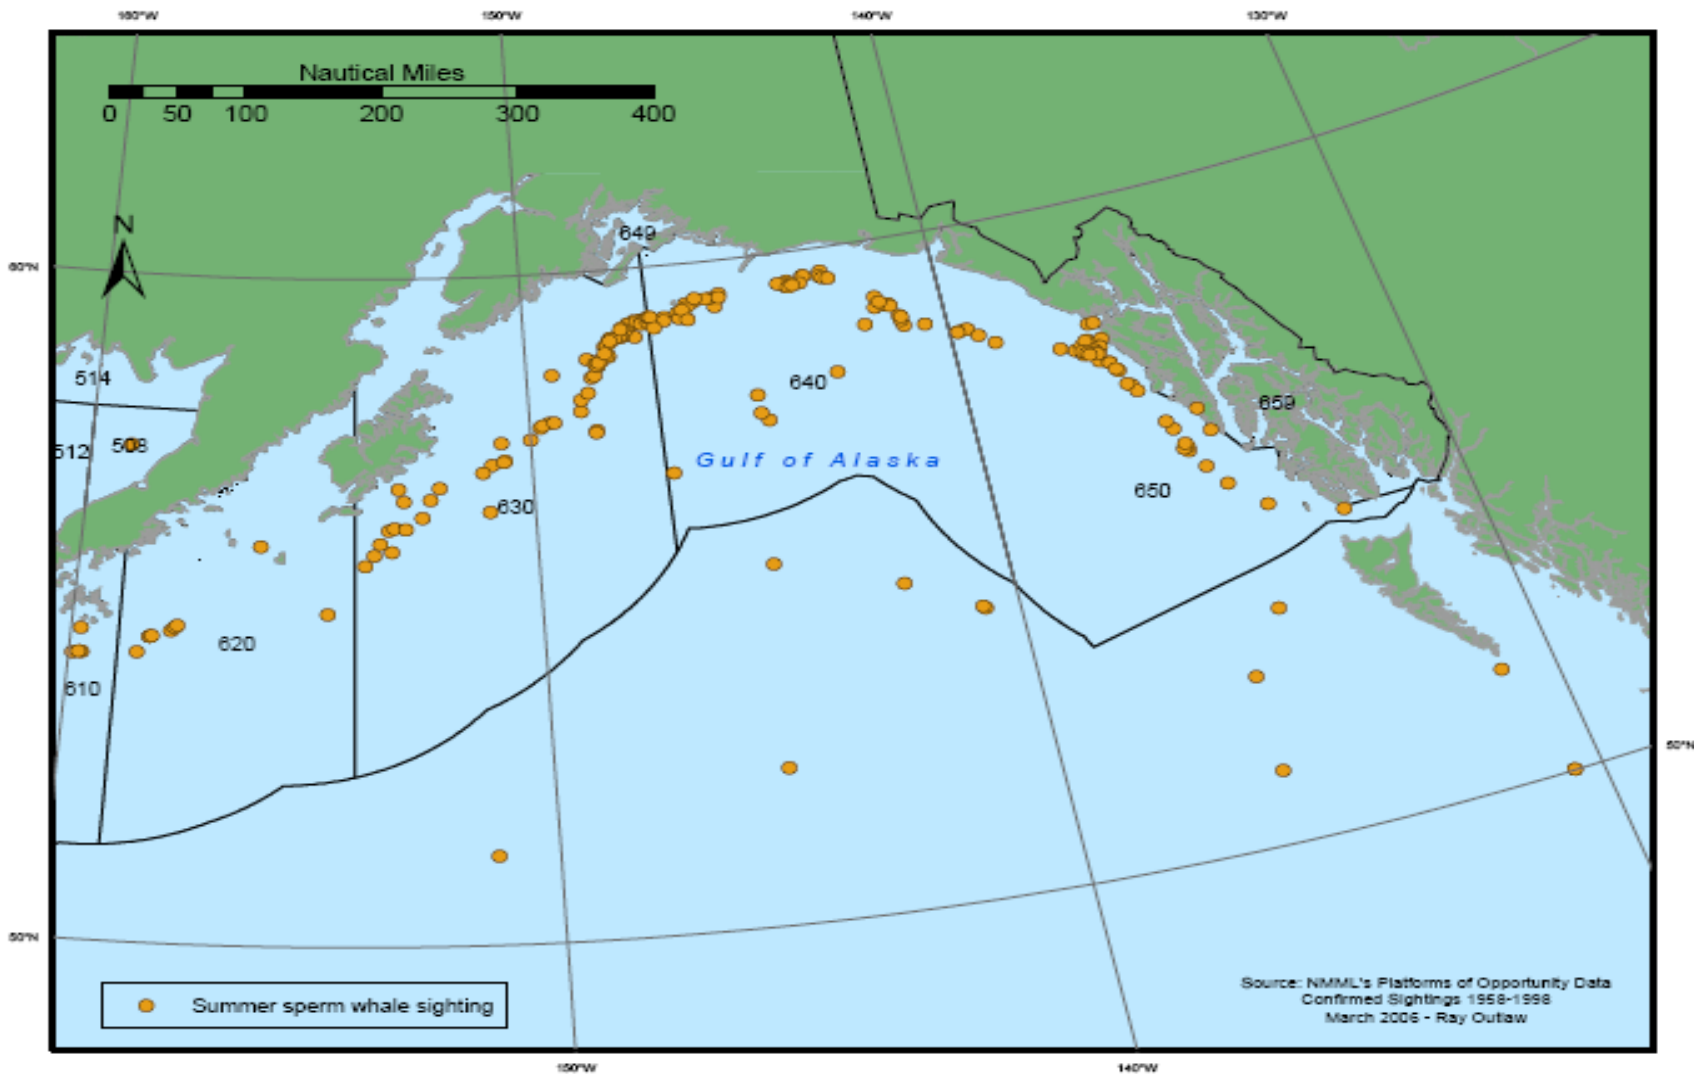 160°W 150°W 140°W 130°W
Nautical Miles
0 50 100 200 300 400
N
649
60°N
514
640
659
512 508
Gulf of Alaska
650
630
620
610
50°N
50°N
Summer sperm whale sighting
Source: NMML's Platforms of Opportunity Data
Confirmed Sightings 1958-1998
March 2006 - Ray Outlaw
150°W 140°W